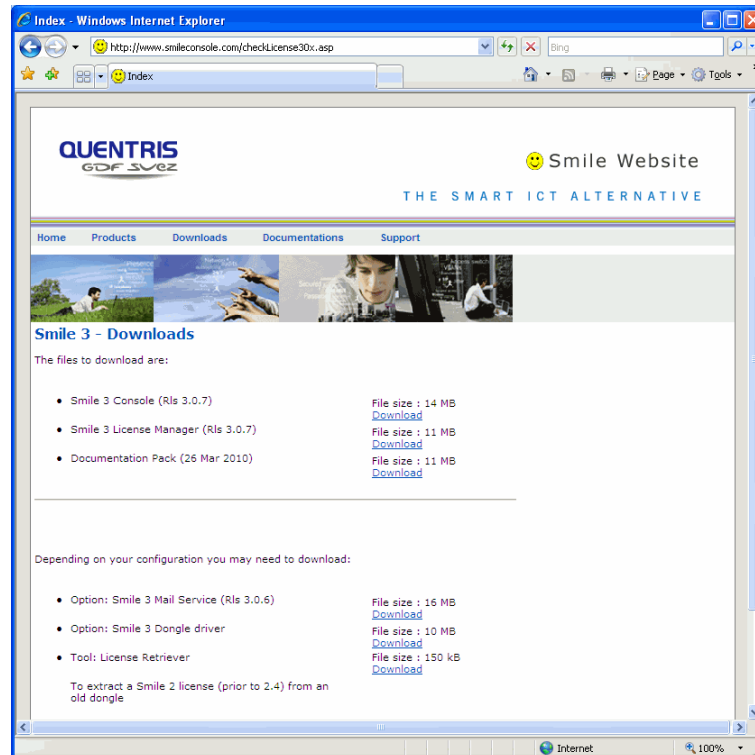 Index - Windows Internet Explorer
http://www.smileconsole.com/checkLicense30x.asp
Bing
Index
Page
Tools
QUENTRIS
GDF SUEZ
Smile Website
THE SMART ICT ALTERNATIVE
Home Products Downloads Documentations Support
Smile 3 - Downloads
The files to download are:
Smile 3 Console (Rls 3.0.7)
File size : 14 MB
Download
Smile 3 License Manager (Rls 3.0.7)
File size : 11 MB
Download
Documentation Pack (26 Mar 2010)
File size : 11 MB
Download
Depending on your configuration you may need to download:
Option: Smile 3 Mail Service (Rls 3.0.6)
File size : 16 MB
Download
Option: Smile 3 Dongle driver
File size : 10 MB
Download
Tool: License Retriever
File size : 150 kB
Download
To extract a Smile 2 license (prior to 2.4) from an
old dongle
Internet
100%